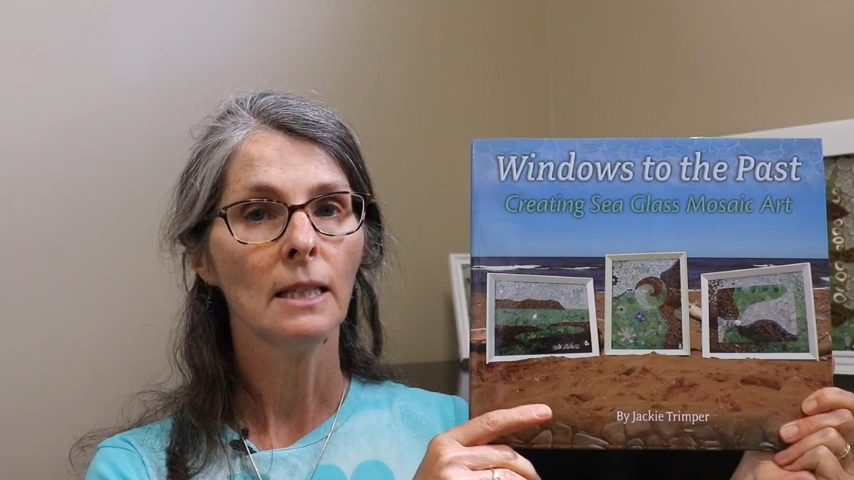 Windows to the Past
Creating Sea Glass Mosaic Art
By Jackie Trimper